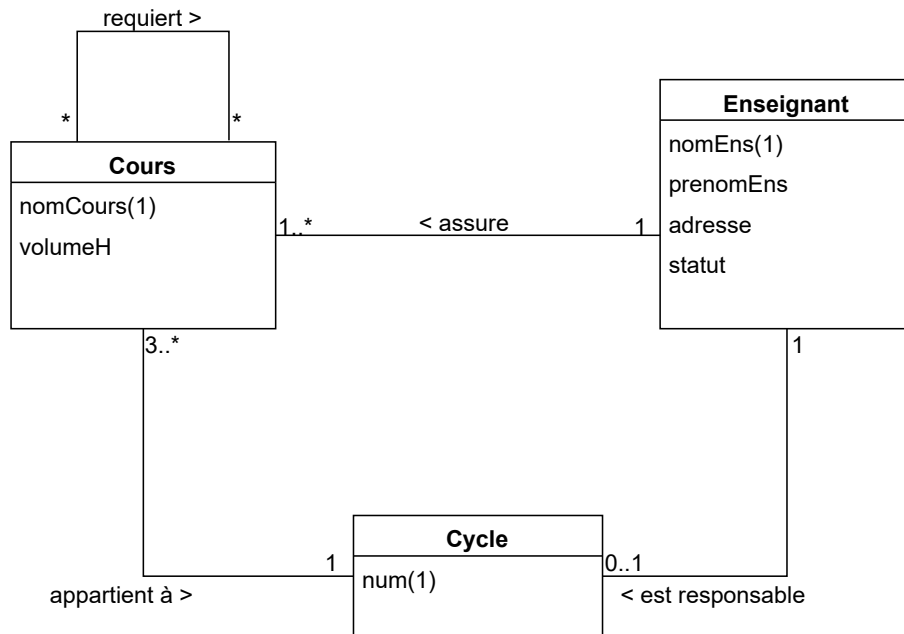 requiert >
*
*
Cours
nomCours(1)
volumeH
1..*
< assure
1
Enseignant
nomEns(1)
prenomEns
adresse
statut
3..*
1
Cycle
num(1)
1
0..1
appartient à >
< est responsable